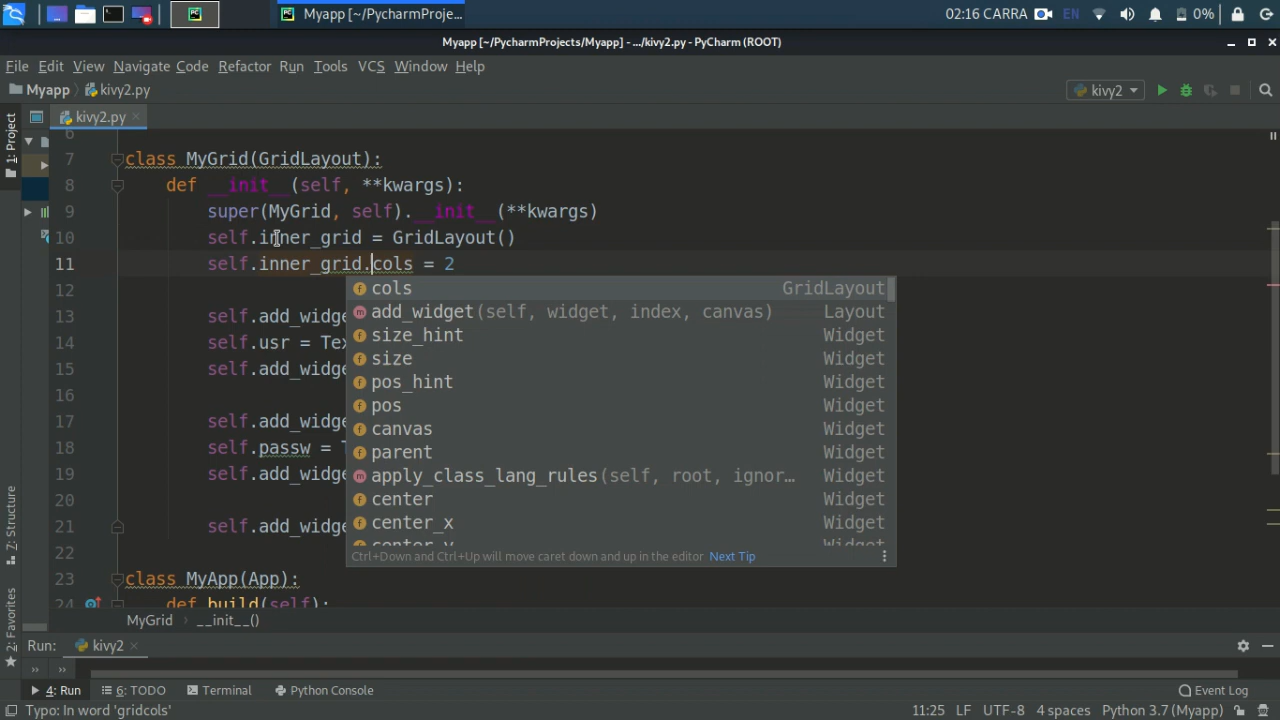 Myapp [~/PycharmProje... 02:16 CARRA EN 0%
Myapp [~/PycharmProjects/Myapp] - .../kivy2.py - PyCharm (ROOT)
File Edit View Navigate Code Refactor Run Tools VCS Window Help
Myapp kivy2.py kivy2
1: Project
kivy2.py
6
7 class MyGrid(GridLayout):
8 def __init__(self, **kwargs):
9 super(MyGrid, self).__init__(**kwargs)
10 self.inner_grid = GridLayout()
11 self.inner_grid.cols = 2
12
13 self.add_widge
14 self.usr = Tex
15 self.add_widge
16
17 self.add_widge
18 self.passw = T
19 self.add_widge
20
21 self.add_widge
22
23 class MyApp(App):
24 def build(self):
cols GridLayout
add_widget(self, widget, index, canvas) Layout
size_hint Widget
size Widget
pos_hint Widget
pos Widget
canvas Widget
parent Widget
apply_class_lang_rules(self, root, ignor... Widget
center Widget
center_x Widget
center_y Widget
Ctrl+Down and Ctrl+Up will move caret down and up in the editor Next Tip
MyGrid __init__()
7: Structure
2: Favorites
Run: kivy2
4: Run 6: TODO Terminal Python Console Event Log
Typo: In word 'gridcols' 11:25 LF UTF-8 4 spaces Python 3.7 (Myapp)